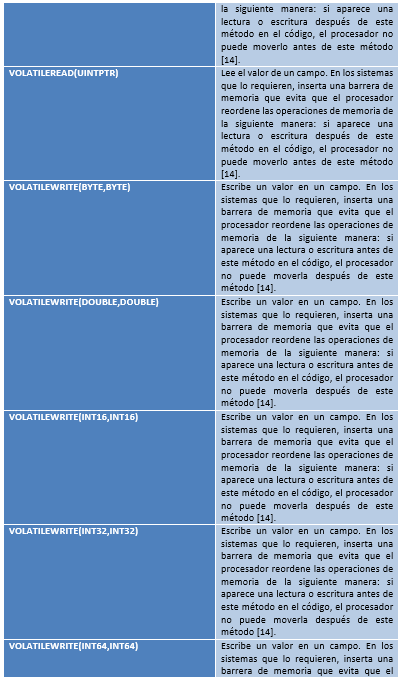 la siguiente manera: si aparece una
lectura o escritura después de este
método en el código, el procesador no
puede moverlo antes de este método
[14].
VOLATILEREAD(UINTPTR)
Lee el valor de un campo. En los sistemas
que lo requieren, inserta una barrera de
memoria que evita que el procesador
reordene las operaciones de memoria de
la siguiente manera: si aparece una
lectura o escritura después de este
método en el código, el procesador no
puede moverlo antes de este método
[14].
VOLATILEWRITE(BYTE,BYTE)
Escribe un valor en un campo. En los
sistemas que lo requieren, inserta una
barrera de memoria que evita que el
procesador reordene las operaciones de
memoria de la siguiente manera: si
aparece una lectura o escritura antes de
este método en el código, el procesador
no puede moverla después de este
método [14].
VOLATILEWRITE(DOUBLE,DOUBLE)
Escribe un valor en un campo. En los
sistemas que lo requieren, inserta una
barrera de memoria que evita que el
procesador reordene las operaciones de
memoria de la siguiente manera: si
aparece una lectura o escritura antes de
este método en el código, el procesador
no puede moverla después de este
método [14].
VOLATILEWRITE(INT16,INT16)
Escribe un valor en un campo. En los
sistemas que lo requieren, inserta una
barrera de memoria que evita que el
procesador reordene las operaciones de
memoria de la siguiente manera: si
aparece una lectura o escritura antes de
este método en el código, el procesador
no puede moverla después de este
método [14].
VOLATILEWRITE(INT32,INT32)
Escribe un valor en un campo. En los
sistemas que lo requieren, inserta una
barrera de memoria que evita que el
procesador reordene las operaciones de
memoria de la siguiente manera: si
aparece una lectura o escritura antes de
este método en el código, el procesador
no puede moverla después de este
método [14].
VOLATILEWRITE(INT64,INT64)
Escribe un valor en un campo. En los
sistemas que lo requieren, inserta una
barrera de memoria que evita que el